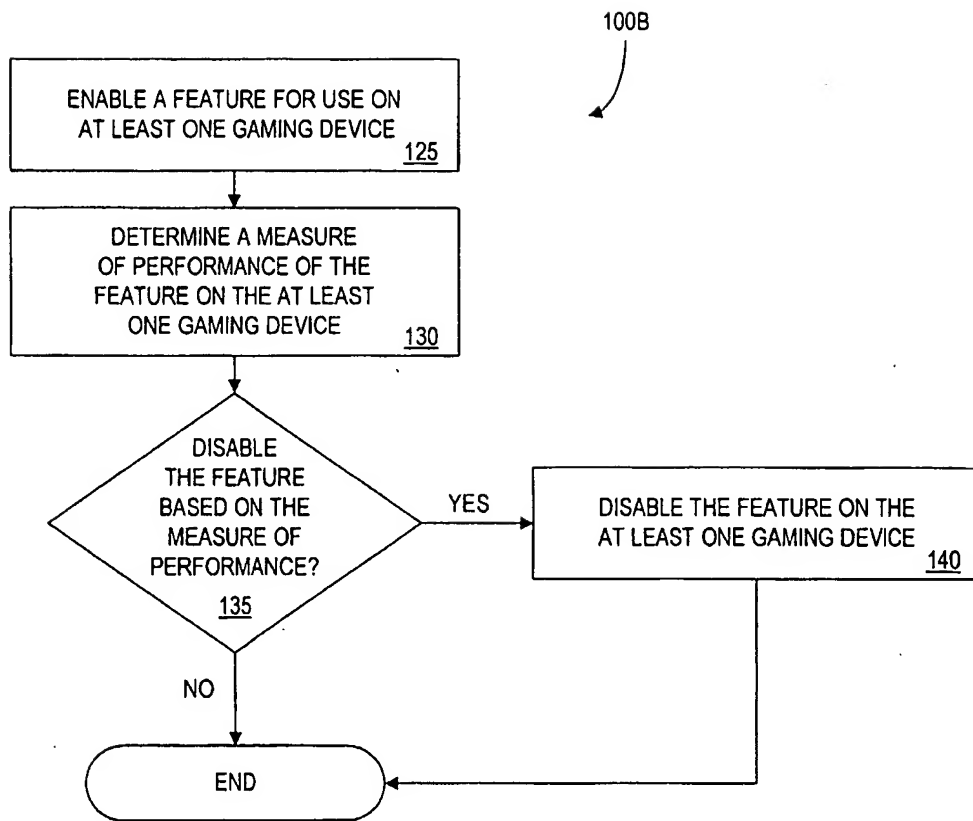 100B
ENABLE A FEATURE FOR USE ON
AT LEAST ONE GAMING DEVICE
125
DETERMINE A MEASURE
OF PERFORMANCE OF THE
FEATURE ON THE AT LEAST
ONE GAMING DEVICE
130
DISABLE
THE FEATURE
BASED ON THE
MEASURE OF
PERFORMANCE?
135
YES
DISABLE THE FEATURE ON THE
AT LEAST ONE GAMING DEVICE
140
NO
END